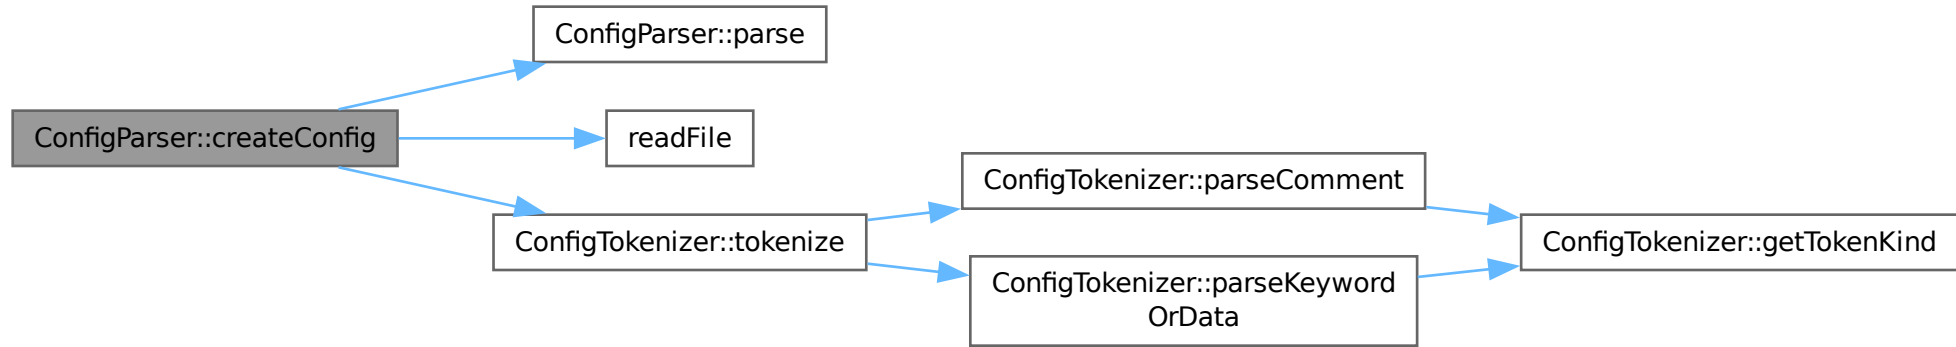 ConfigParser::parse
ConfigParser::createConfig
readFile
ConfigTokenizer::parseComment
ConfigTokenizer::tokenize
ConfigTokenizer::getTokenKind
ConfigTokenizer::parseKeyword
OrData